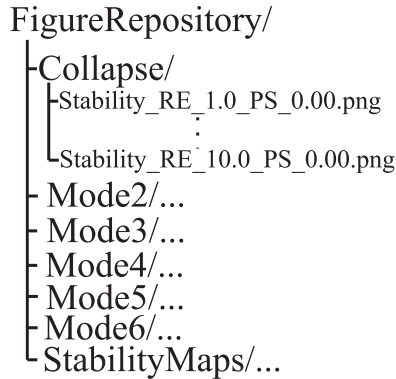 FigureRepository/
Collapse/
Stability_RE_1.0_PS_0.00.png
⋮
Stability_RE_10.0_PS_0.00.png
Mode2/...
Mode3/...
Mode4/...
Mode5/...
Mode6/...
StabilityMaps/...